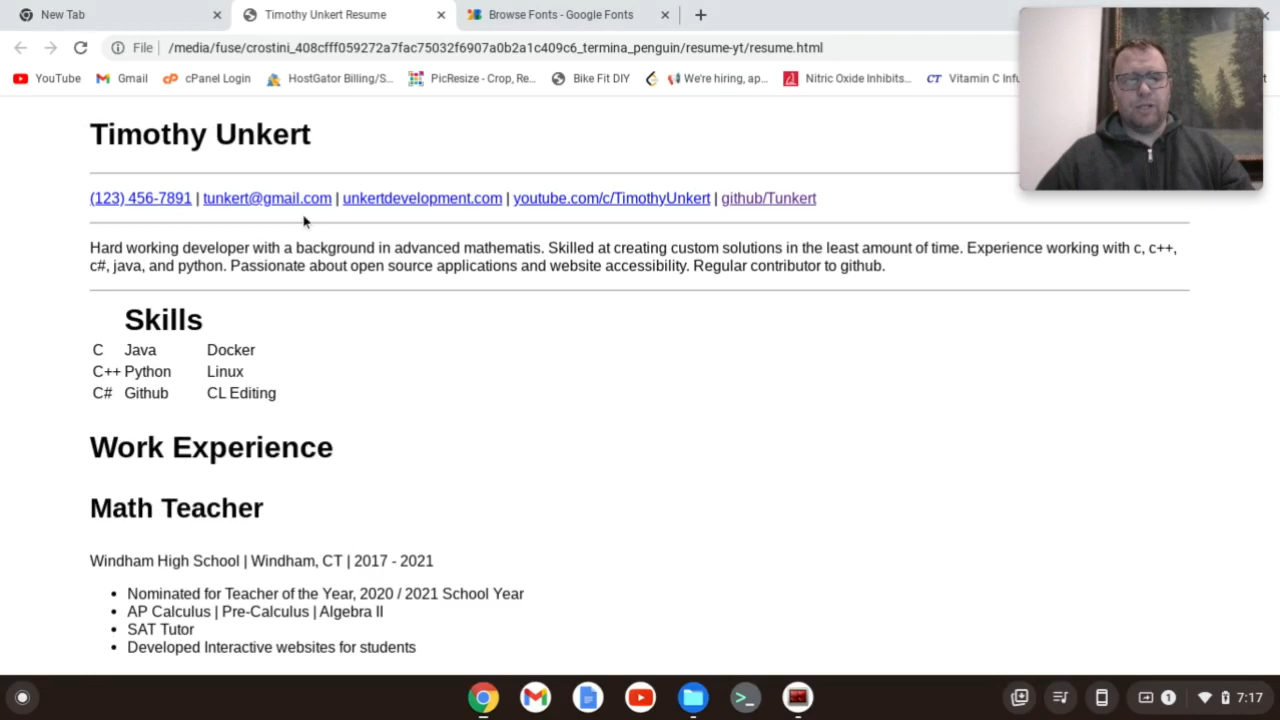 New Tab
Timothy Unkert Resume
Browse Fonts - Google Fonts
File
/media/fuse/crostini_408cfff059272a7fac75032f6907a0b2a1c409c6_termina_penguin/resume-yt/resume.html
YouTube
Gmail
cPanel Login
HostGator Billing/S...
PicResize - Crop, Re...
Bike Fit DIY
We're hiring, ap...
Nitric Oxide Inhibits...
CT Vitamin C Infu
t
Timothy Unkert
(123) 456-7891 | tunkert@gmail.com | unkertdevelopment.com | youtube.com/c/TimothyUnkert | github/Tunkert
Hard working developer with a background in advanced mathematis. Skilled at creating custom solutions in the least amount of time. Experience working with c, c++,
c#, java, and python. Passionate about open source applications and website accessibility. Regular contributor to github.
Skills
C Java Docker
C++ Python Linux
C# Github CL Editing
Work Experience
Math Teacher
Windham High School | Windham, CT | 2017 - 2021
• Nominated for Teacher of the Year, 2020 / 2021 School Year
• AP Calculus | Pre-Calculus | Algebra II
• SAT Tutor
• Developed Interactive websites for students
1
7:17